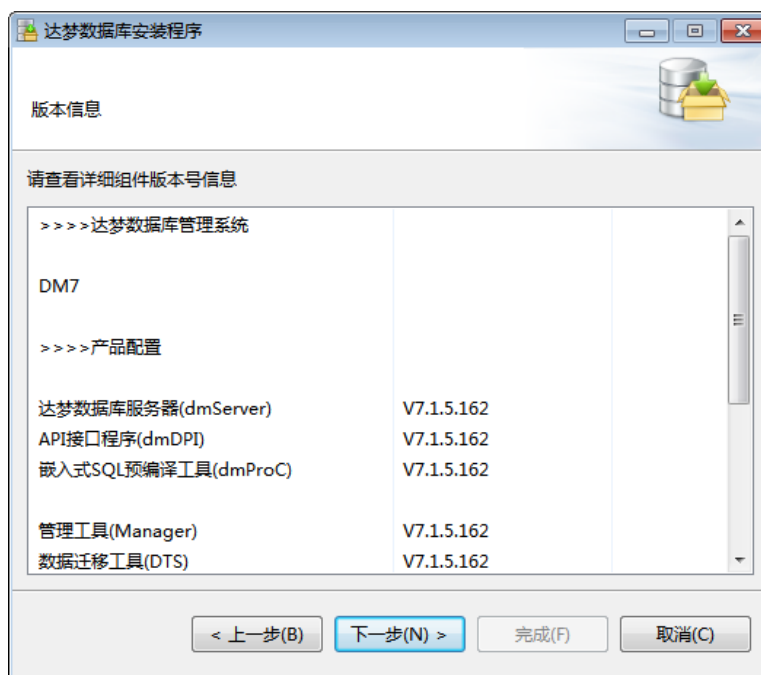 达梦数据库安装程序
版本信息
请查看详细组件版本号信息
>>>>达梦数据库管理系统
DM7
>>>>产品配置
达梦数据库服务器(dmServer) V7.1.5.162
API接口程序(dmDPI) V7.1.5.162
嵌入式SQL预编译工具(dmProC) V7.1.5.162
管理工具(Manager) V7.1.5.162
数据迁移工具(DTS) V7.1.5.162
< 上一步(B) 下一步(N) > 完成(F) 取消(C)